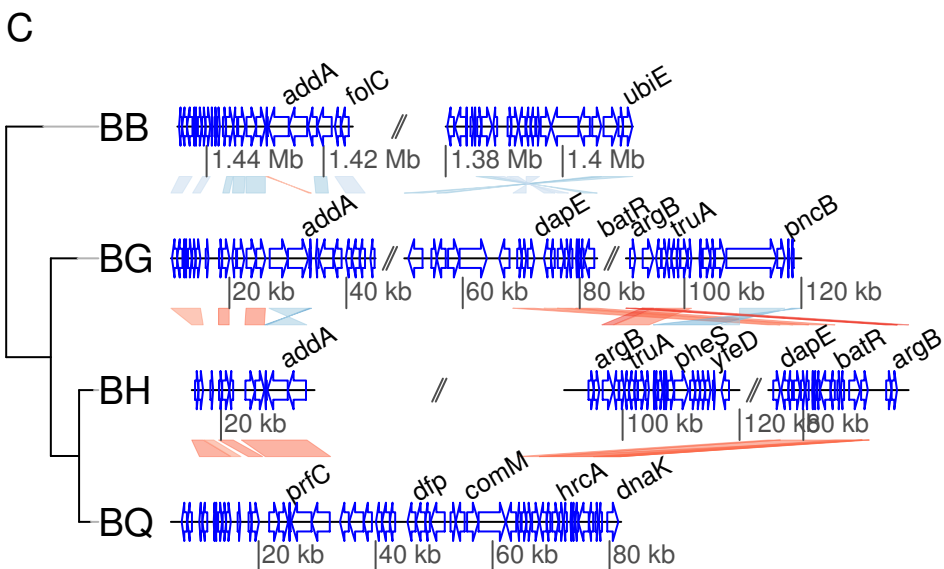 C
addA folC ubiE
BB
1.44 Mb 1.42 Mb 1.38 Mb 1.4 Mb
addA dapE batR argB truA pncB
BG
20 kb 40 kb 60 kb 80 kb 100 kb 120 kb
addA argB truA pheS yfeD dapE batR argB
BH
20 kb 100 kb 120 kb 80 kb
prfC dfp comM hrcA dnaK
BQ
20 kb 40 kb 60 kb 80 kb